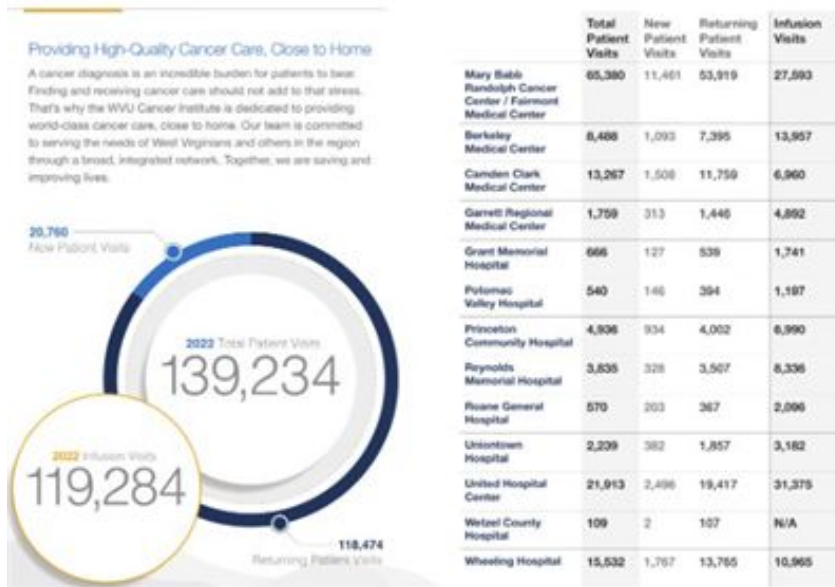 Providing High-Quality Cancer Care, Close to Home
A cancer diagnosis is an incredible burden for patients to bear.
Finding and receiving cancer care should not add to that stress.
That's why the WVU Cancer Institute is dedicated to providing
world-class cancer care, close to home. Our team is committed
to serving the needs of West Virginians and others in the region
through a broad, integrated network. Together, we are saving and
improving lives.
20,760
New Patient Visits
2022 Total Patient Visits
139,234
2022 Infusion Visits
119,284
118,474
Returning Patient Visits
Total Patient Visits New Patient Visits Returning Patient Visits Infusion Visits
Mary Babb Randolph Cancer Center / Fairmont Medical Center 65,380 11,461 53,919 27,593
Berkeley Medical Center 8,488 1,093 7,395 13,957
Camden Clark Medical Center 13,267 1,508 11,759 6,960
Garrett Regional Medical Center 1,759 313 1,446 4,892
Grant Memorial Hospital 666 127 539 1,741
Potomac Valley Hospital 540 146 394 1,197
Princeton Community Hospital 4,936 934 4,002 6,990
Reynolds Memorial Hospital 3,835 328 3,507 8,336
Roane General Hospital 570 203 367 2,096
Uniontown Hospital 2,239 382 1,857 3,182
United Hospital Center 21,913 2,496 19,417 31,375
Wetzel County Hospital 109 2 107 N/A
Wheeling Hospital 15,532 1,767 13,765 10,965